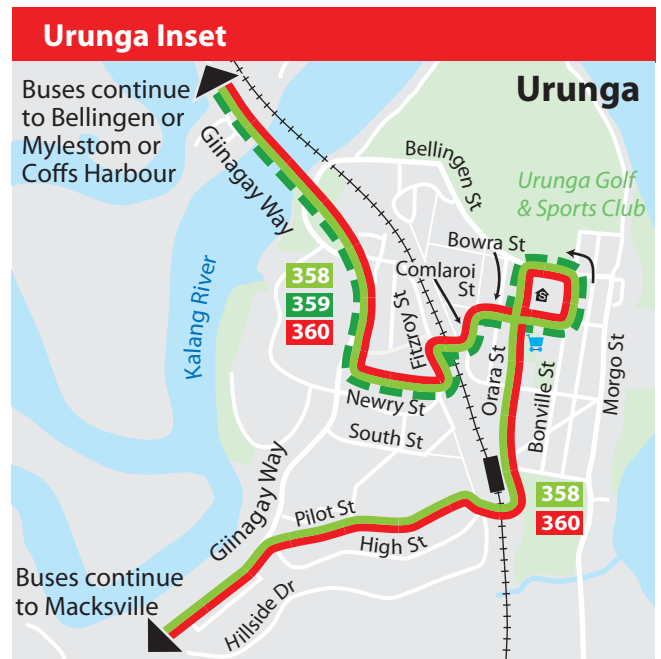 Urunga Inset
Buses continue
to Bellingen or
Mylestom or
Coffs Harbour
Urunga
Giinagay Way
Bellingen St
Urunga Golf
& Sports Club
Bowra St
Comlaroi
St
358
359
360
Kalang River
Fitzroy St
Orara St
Bonville St
Morgo St
Newry St
South St
Giinagay Way
Pilot St
High St
358
360
Buses continue
to Macksville
Hillside Dr